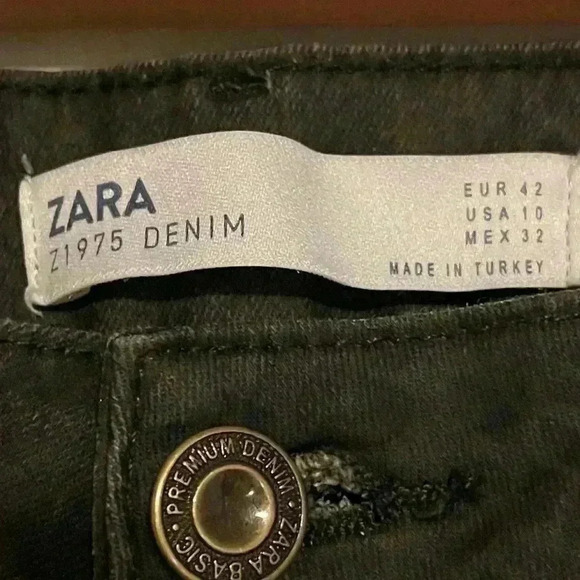 ZARA
Z1975 DENIM
EUR 42
USA 10
MEX 32
MADE IN TURKEY
PREMIUM DENIM · ZARA BASIC ·